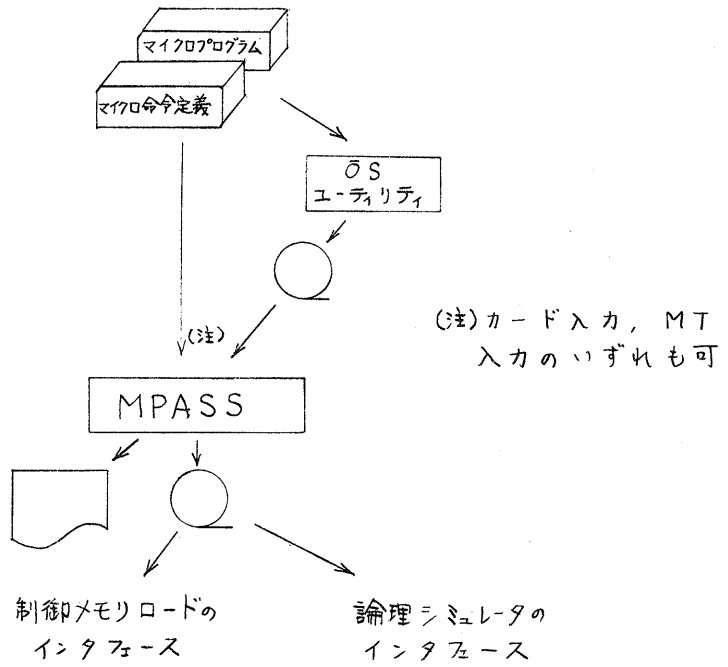 マイクロプログラム
マイクロ命令定義
ŌS
ユーティリティ
(注)
(注)カード入力, MT
入力のいずれも可
MPASS
制御メモリロードの
インタフェース
論理シミュレータの
インタフェース